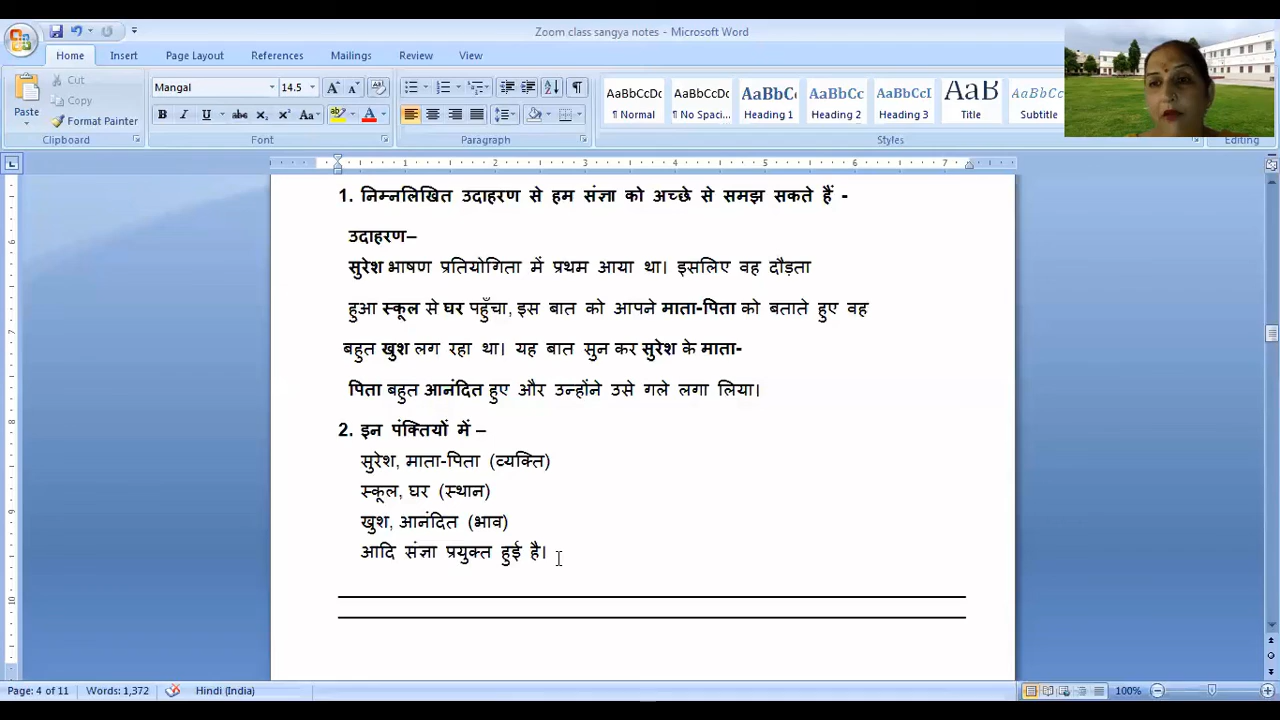 Zoom class sangya notes - Microsoft Word
Home Insert Page Layout References Mailings Review View
Cut
Copy
Format Painter
Paste
Clipboard
Mangal 14.5
Font
Paragraph
AaBbCcDc ¶ Normal
AaBbCcDc ¶ No Spaci...
AaBbC Heading 1
AaBbCc Heading 2
AaBbCcI Heading 3
AaB Title
AaBbCc Subtitle
Styles
Editing
1. निम्नलिखित उदाहरण से हम संज्ञा को अच्छे से समझ सकते हैं -
उदाहरण–
सुरेश भाषण प्रतियोगिता में प्रथम आया था। इसलिए वह दौड़ता
हुआ स्कूल से घर पहुँचा, इस बात को आपने माता-पिता को बताते हुए वह
बहुत खुश लग रहा था। यह बात सुन कर सुरेश के माता-
पिता बहुत आनंदित हुए और उन्होंने उसे गले लगा लिया।
2. इन पंक्तियों में –
सुरेश, माता-पिता (व्यक्ति)
स्कूल, घर (स्थान)
खुश, आनंदित (भाव)
आदि संज्ञा प्रयुक्त हुई है।
Page: 4 of 11 Words: 1,372 Hindi (India) 100%